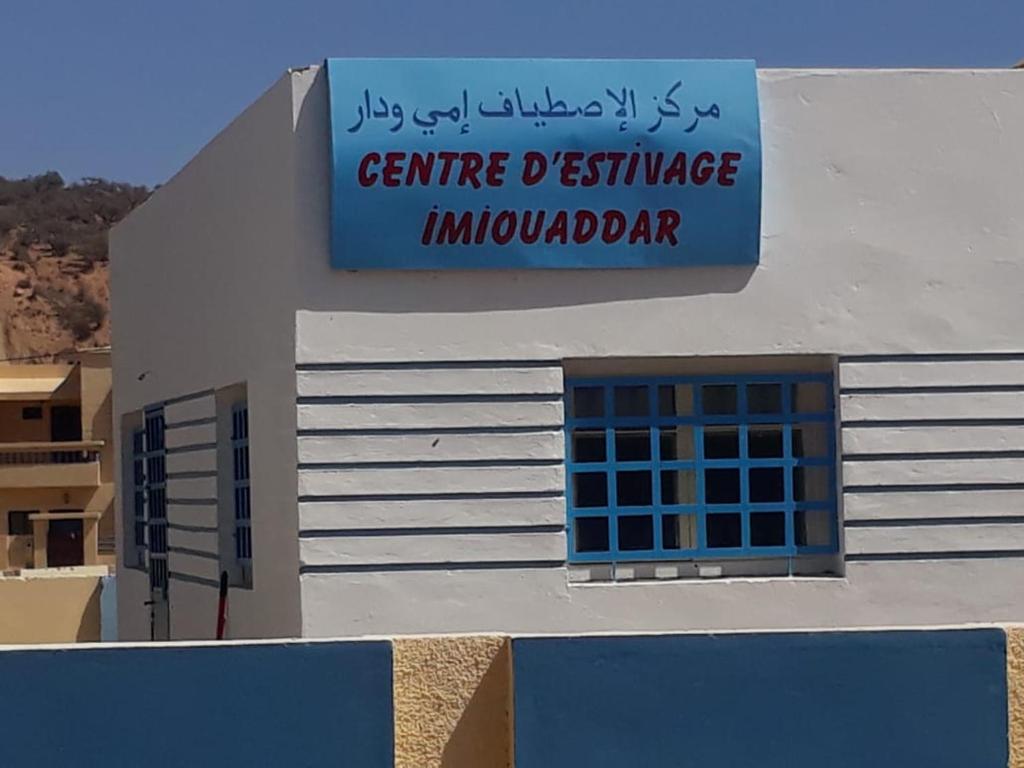 مركز الإصطياف إمي ودار
CENTRE D'ESTIVAGE
IMIOUADDAR